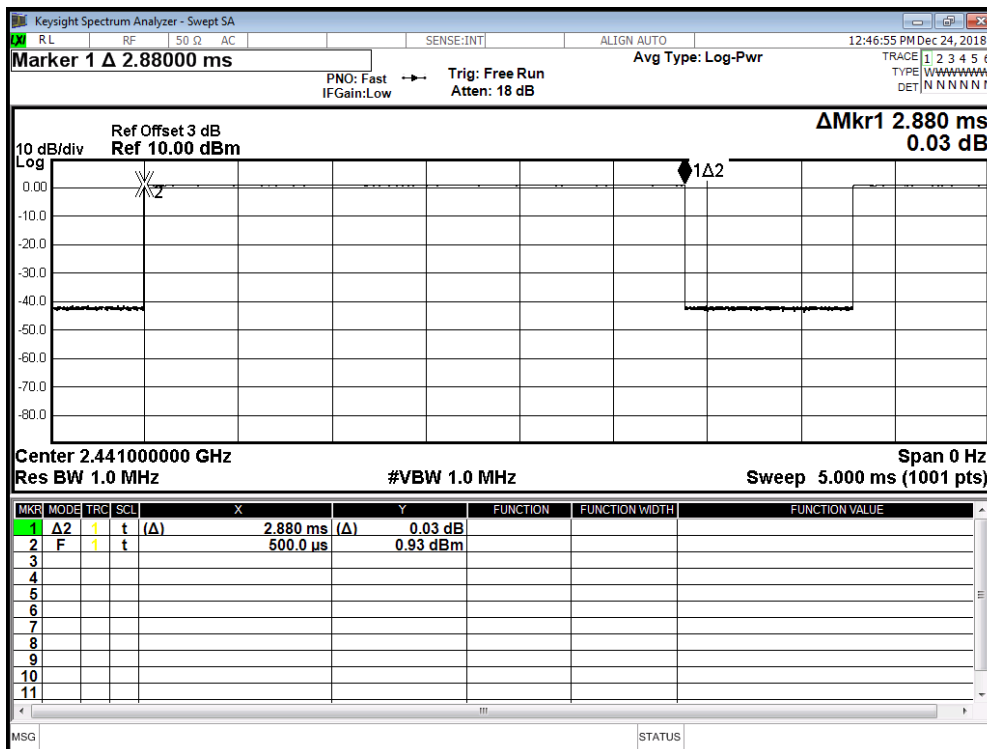 Keysight Spectrum Analyzer - Swept SA
LXI RL RF 50 Ω AC SENSE:INT ALIGN AUTO 12:46:55 PM Dec 24, 2018
Marker 1 Δ 2.88000 ms
PNO: Fast
IFGain:Low
Trig: Free Run
Atten: 18 dB
Avg Type: Log-Pwr
TRACE 1 2 3 4 5 6
TYPE WWWWWW
DET N N N N N N
ΔMkr1 2.880 ms
0.03 dB
Ref Offset 3 dB
10 dB/div Ref 10.00 dBm
Log
1Δ2
2
0.00
-10.0
-20.0
-30.0
-40.0
-50.0
-60.0
-70.0
-80.0
Center 2.441000000 GHz Span 0 Hz
Res BW 1.0 MHz #VBW 1.0 MHz Sweep 5.000 ms (1001 pts)
MKR MODE TRC SCL X Y FUNCTION FUNCTION WIDTH FUNCTION VALUE
1 Δ2 1 t (Δ) 2.880 ms (Δ) 0.03 dB
2 F 1 t 500.0 µs 0.93 dBm
3
4
5
6
7
8
9
10
11
MSG STATUS